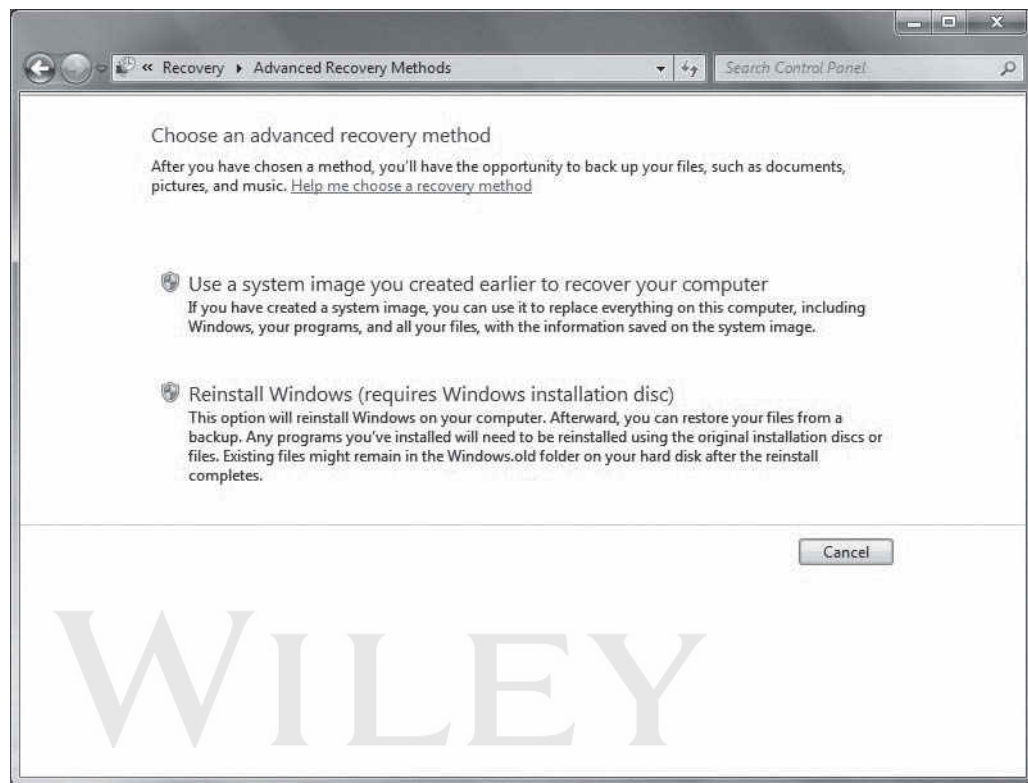 « Recovery ▸ Advanced Recovery Methods
Search Control Panel
Choose an advanced recovery method
After you have chosen a method, you'll have the opportunity to back up your files, such as documents,
pictures, and music. Help me choose a recovery method
Use a system image you created earlier to recover your computer
If you have created a system image, you can use it to replace everything on this computer, including
Windows, your programs, and all your files, with the information saved on the system image.
Reinstall Windows (requires Windows installation disc)
This option will reinstall Windows on your computer. Afterward, you can restore your files from a
backup. Any programs you've installed will need to be reinstalled using the original installation discs or
files. Existing files might remain in the Windows.old folder on your hard disk after the reinstall
completes.
Cancel
WILEY